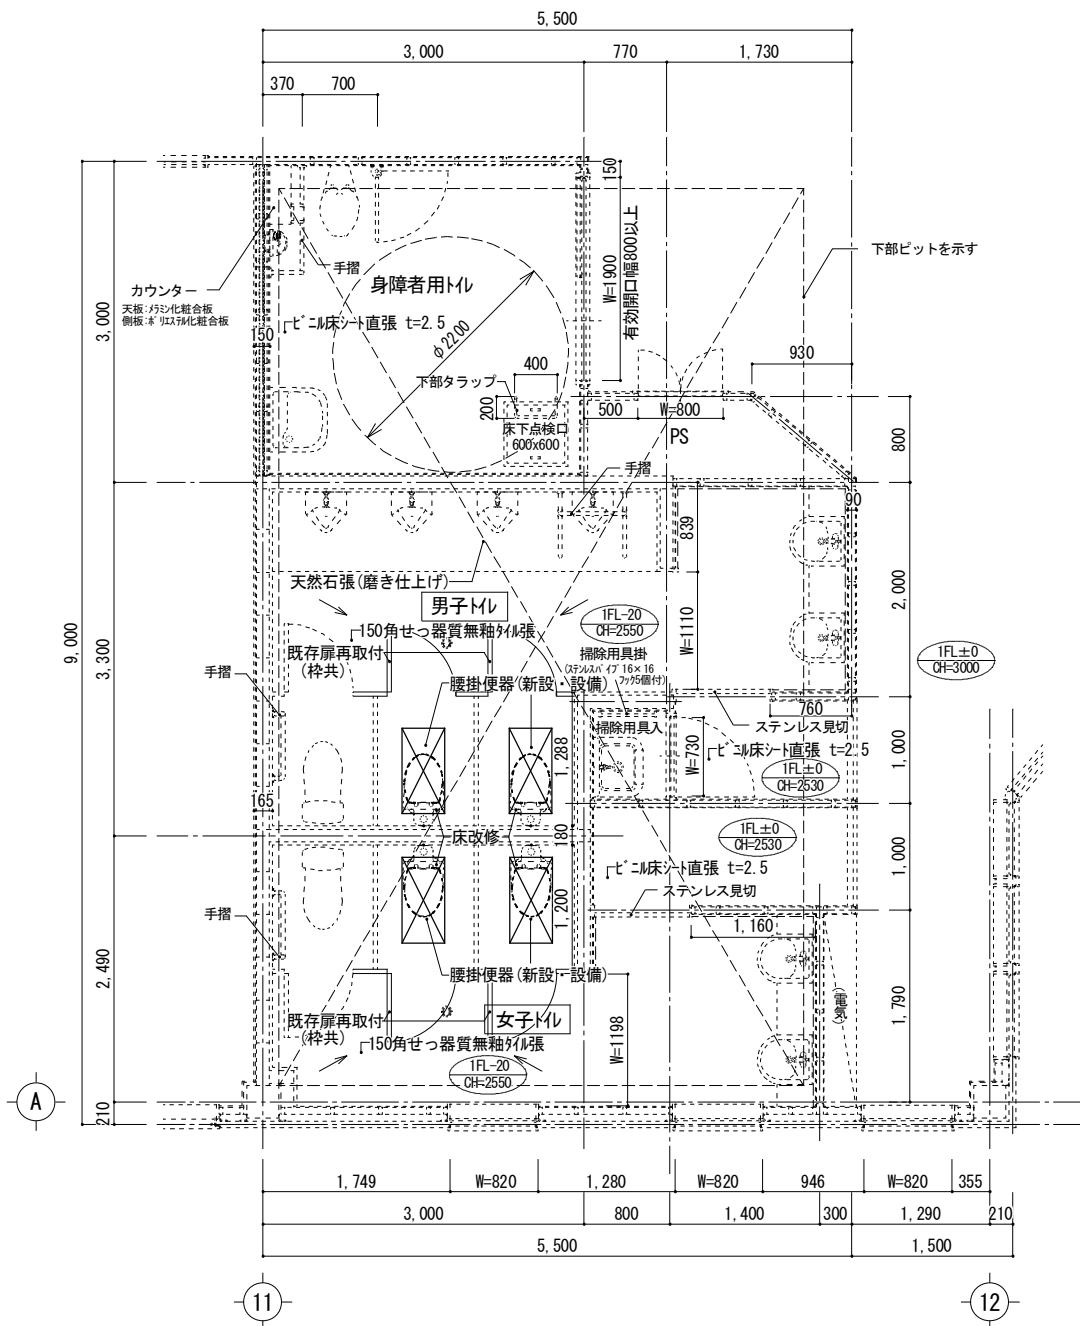 5,500
3,000
770
1,730
370
700
150
W=1900
有効開口幅800以上
下部ピットを示す
手摺
身障者用トイレ
カウンター
天板:メラミン化粧合板
側板:ポリエステル化粧合板
150
ビニル床シート直張 t=2.5
φ2200
9,000
3,000
930
400
下部タラップ
200
床下点検口
600x600
500
W=800
PS
800
手摺
90
839
天然石張(磨き仕上げ)
男子トイレ
2,000
1FL-20
CH=2550
W=1110
150角せっ器質無釉タイル張
既存扉再取付
(枠共)
掃除用具掛
(ステンレスパイプ16×16
フック5個付)
1FL±0
CH=3000
3,300
手摺
腰掛便器(新設・設備)
760
ステンレス見切
掃除用具入
1,288
W=730
ビニル床シート直張 t=2.5
1FL±0
CH=2530
1,000
165
180
床改修
1FL±0
CH=2530
ビニル床シート直張 t=2.5
1,000
ステンレス見切
1,200
手摺
1,160
2,490
腰掛便器(新設・設備)
(電気)
1,790
既存扉再取付
(枠共)
女子トイレ
150角せっ器質無釉タイル張
W=1198
1FL-20
CH=2550
A
210
1,749
W=820
1,280
W=820
946
W=820
355
3,000
800
1,400
300
1,290
210
5,500
1,500
11
12